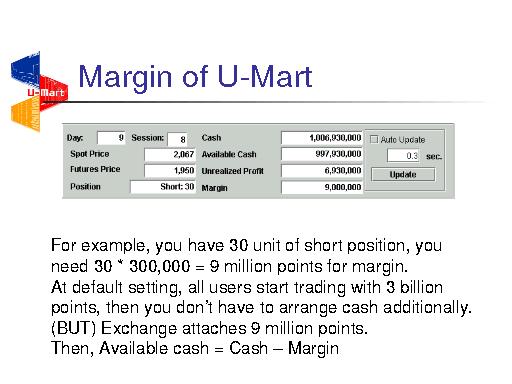 Margin of U-Mart
U-Mart
Day: 9 Session: 8 Cash 1,006,930,000 Auto Update
Spot Price 2,067 Available Cash 997,930,000 0.3 sec.
Futures Price 1,950 Unrealized Profit 6,930,000 Update
Position Short: 30 Margin 9,000,000
For example, you have 30 unit of short position, you
need 30 * 300,000 = 9 million points for margin.
At default setting, all users start trading with 3 billion
points, then you don't have to arrange cash additionally.
(BUT) Exchange attaches 9 million points.
Then, Available cash = Cash – Margin